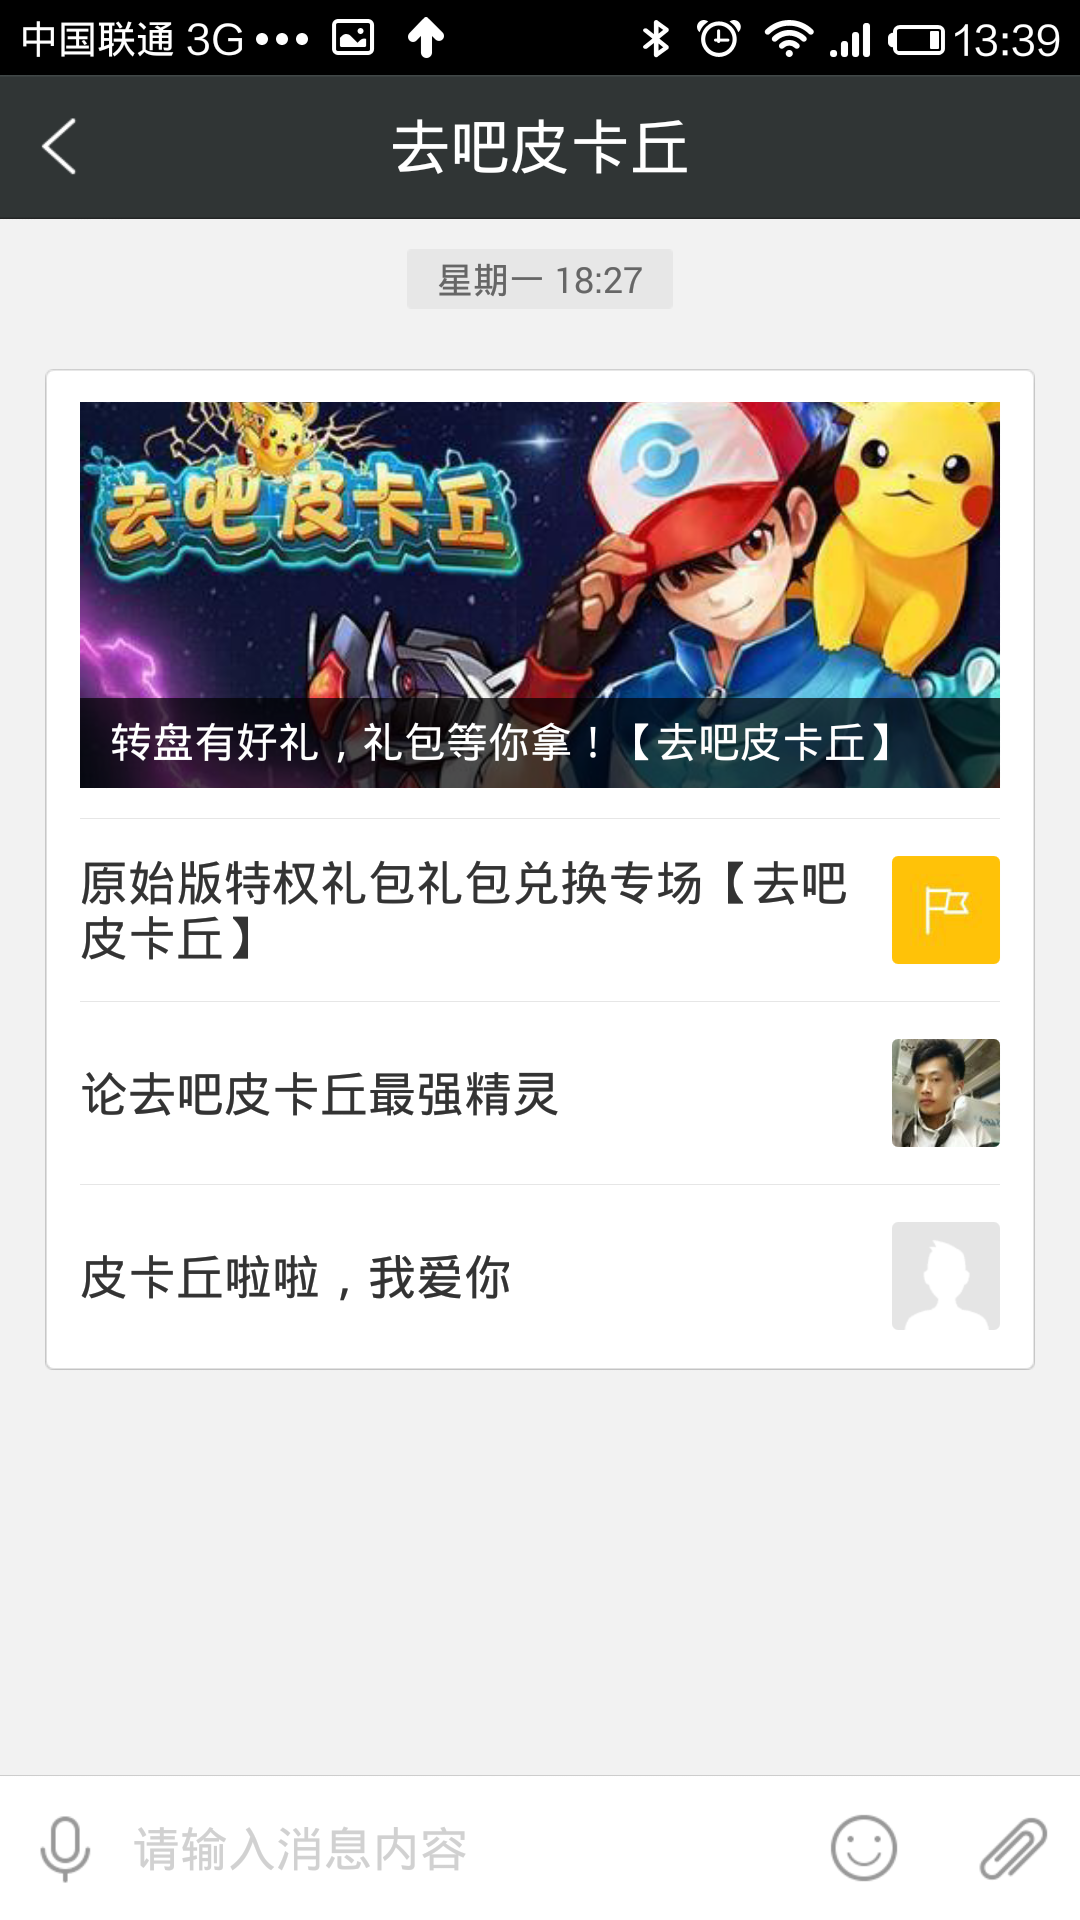 中国联通 3G 13:39
去吧皮卡丘
星期一 18:27
去吧皮卡丘
转盘有好礼，礼包等你拿！【去吧皮卡丘】
原始版特权礼包礼包兑换专场【去吧
皮卡丘】
论去吧皮卡丘最强精灵
皮卡丘啦啦，我爱你
请输入消息内容